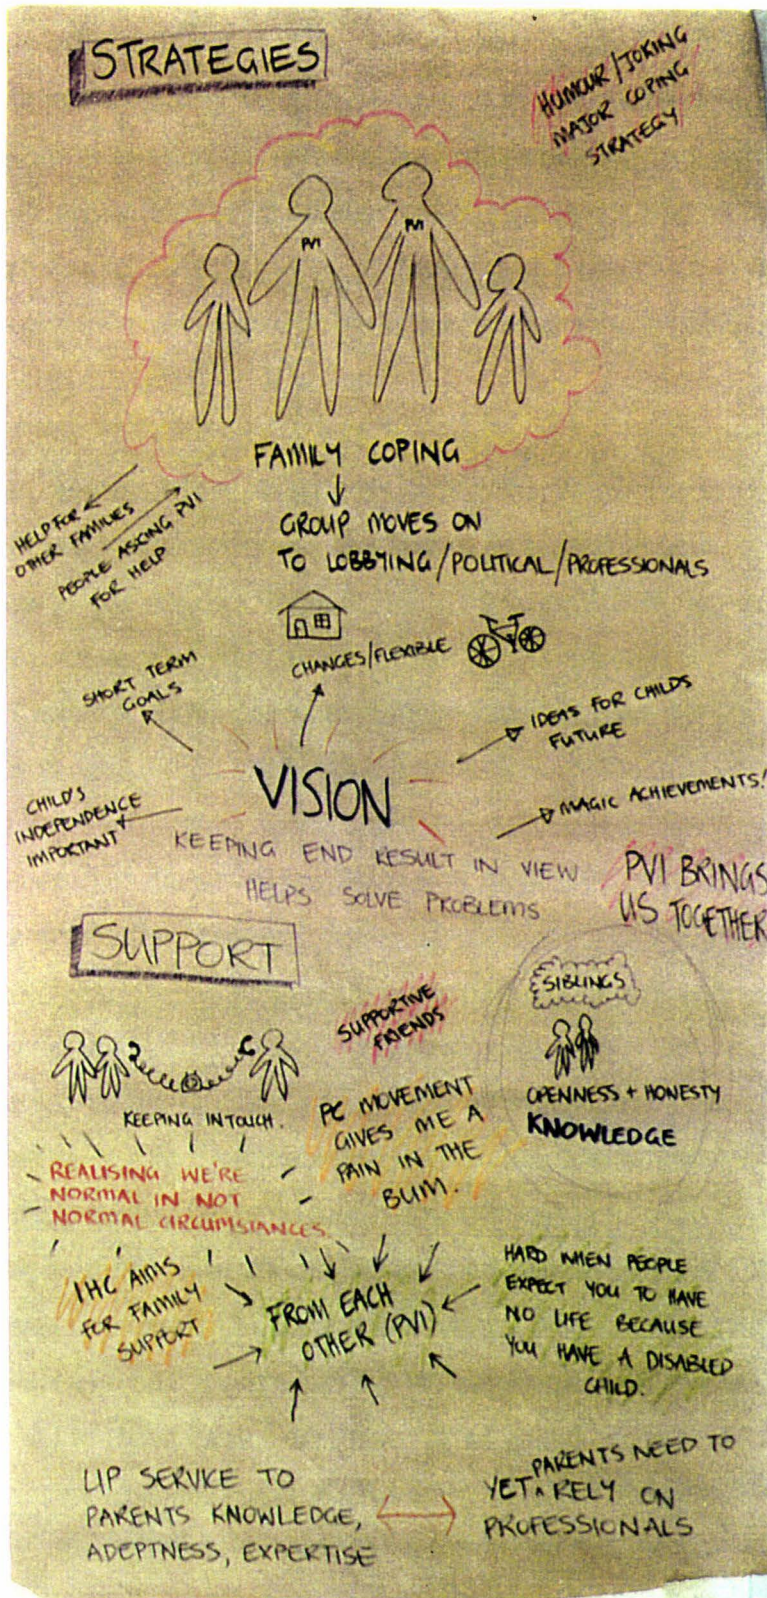 STRATEGIES
HUMOUR/JOKING
MAJOR COPING
STRATEGY
PVI
PVI
FAMILY COPING
HELP FOR
OTHER FAMILIES
PEOPLE ASKING PVI
FOR HELP
GROUP MOVES ON
TO LOBBYING/POLITICAL/PROFESSIONALS
CHANGES/FLEXIBLE
SHORT TERM
GOALS
IDEAS FOR CHILDS
FUTURE
VISION
CHILD'S
INDEPENDENCE
IMPORTANT
MAGIC ACHIEVEMENTS!
KEEPING END RESULT IN VIEW
HELPS SOLVE PROBLEMS
PVI BRINGS
US TOGETHER
SUPPORT
SUPPORTIVE
FRIENDS
SIBLINGS
OPENNESS + HONESTY
KNOWLEDGE
KEEPING IN TOUCH.
PC MOVEMENT
GIVES ME A
PAIN IN THE
BUM.
REALISING WE'RE
NORMAL IN NOT
NORMAL CIRCUMSTANCES
IHC AIMS
FOR FAMILY
SUPPORT
FROM EACH
OTHER (PVI)
HARD WHEN PEOPLE
EXPECT YOU TO HAVE
NO LIFE BECAUSE
YOU HAVE A DISABLED
CHILD.
LIP SERVICE TO
PARENTS KNOWLEDGE,
ADEPTNESS, EXPERTISE
PARENTS NEED TO
YET ^ RELY ON
PROFESSIONALS